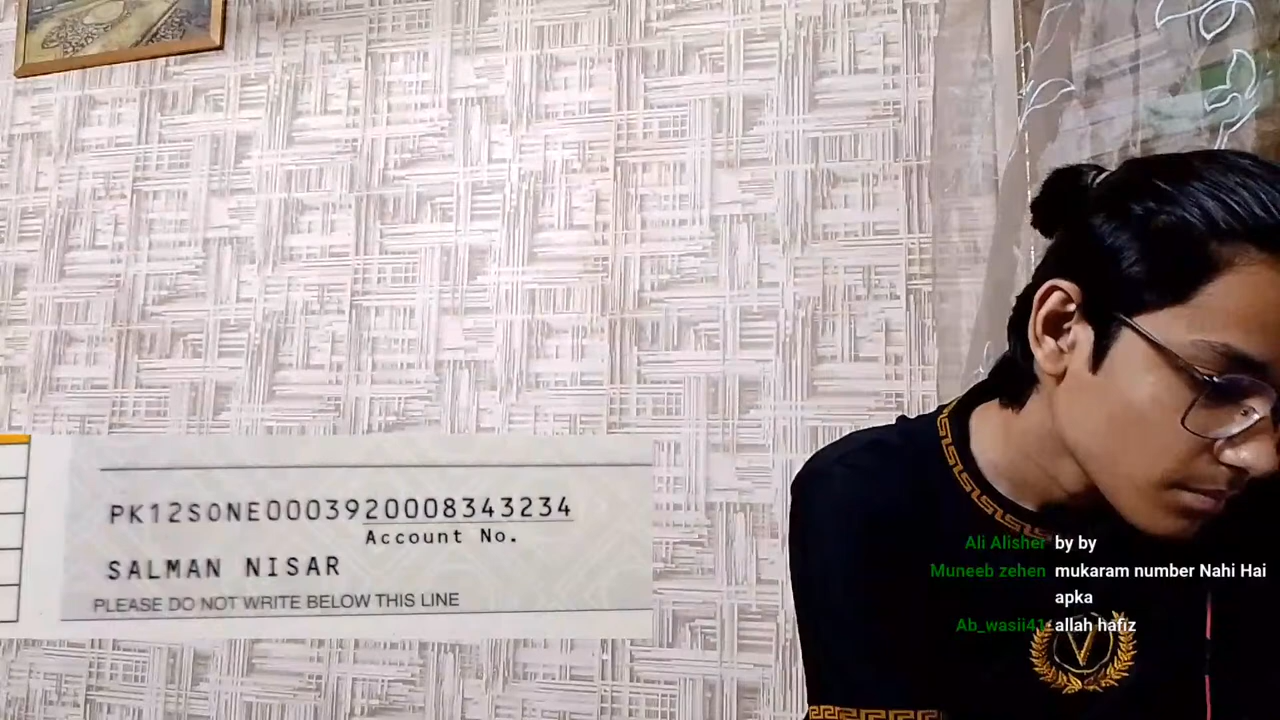 PK12SONE0003920008343234
Account No.
SALMAN NISAR
PLEASE DO NOT WRITE BELOW THIS LINE
Ali Alisher by by
Muneeb zehen mukaram number Nahi Hai
apka
Ab_wasii41 allah hafiz
V